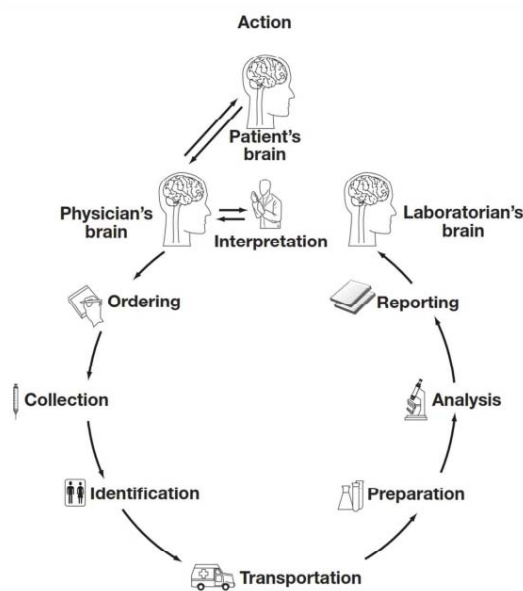 Action
Patient's
brain
Physician's
brain
Interpretation
Laboratorian's
brain
Ordering
Reporting
Collection
Analysis
Identification
Preparation
Transportation